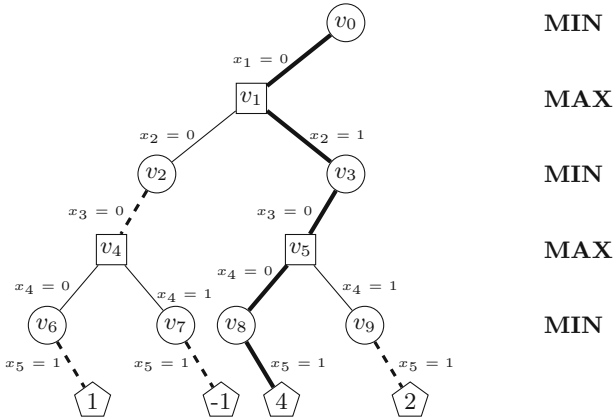 v0 MIN
x1 = 0
v1 MAX
x2 = 0 x2 = 1
v2 v3 MIN
x3 = 0 x3 = 0
v4 v5 MAX
x4 = 0 x4 = 1 x4 = 0 x4 = 1
v6 v7 v8 v9 MIN
x5 = 1 x5 = 1 x5 = 1 x5 = 1
1 -1 4 2